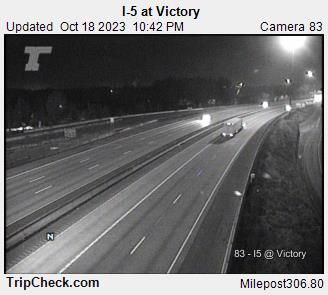 I-5 at Victory
Updated Oct 18 2023 10:42 PM Camera 83
T
N
83 - I5 @ Victory
TripCheck.com Milepost306.80